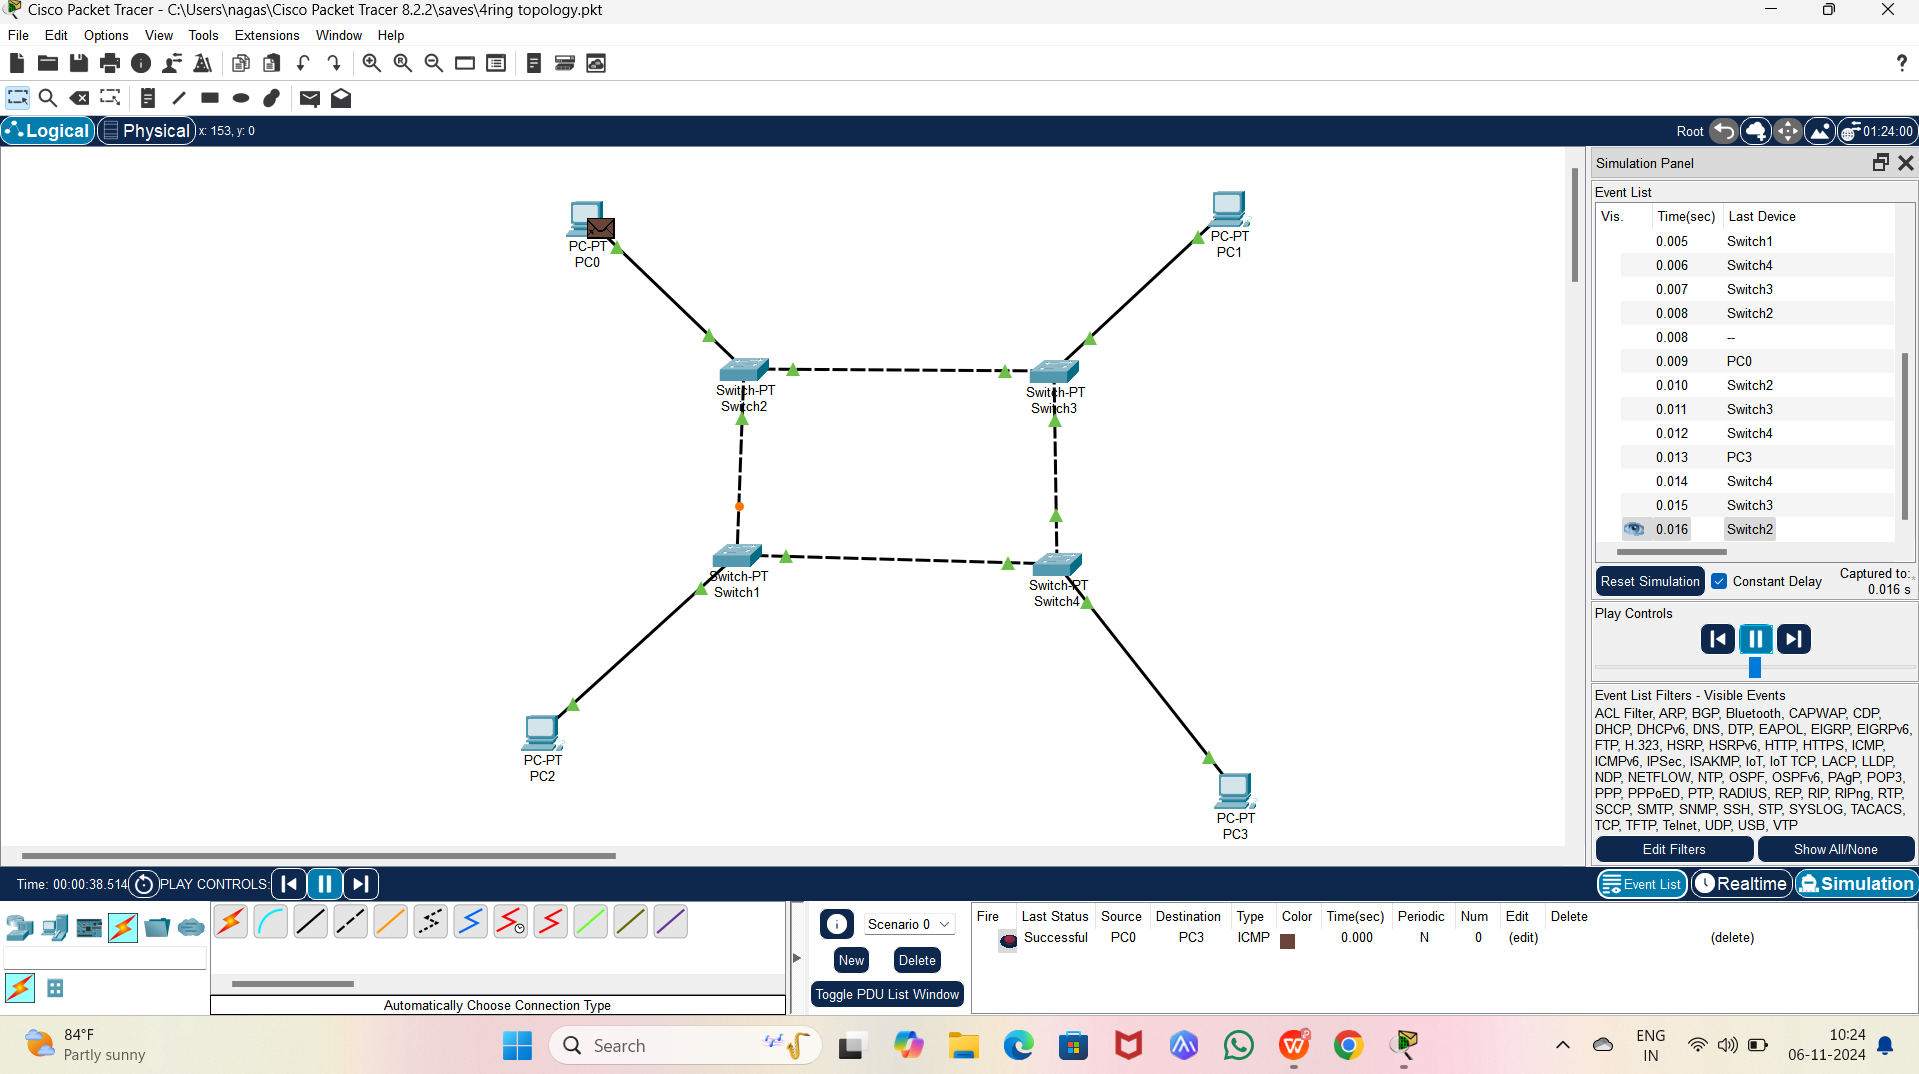 Cisco Packet Tracer - C:\Users\nagas\Cisco Packet Tracer 8.2.2\saves\4ring topology.pkt
File Edit Options View Tools Extensions Window Help
Logical Physical x: 153, y: 0 Root 01:24:00
Simulation Panel
Event List
Vis. Time(sec) Last Device
0.005 Switch1
0.006 Switch4
0.007 Switch3
0.008 Switch2
0.008 --
0.009 PC0
0.010 Switch2
0.011 Switch3
0.012 Switch4
0.013 PC3
0.014 Switch4
0.015 Switch3
0.016 Switch2
Reset Simulation Constant Delay Captured to:
0.016 s
Play Controls
Event List Filters - Visible Events
ACL Filter, ARP, BGP, Bluetooth, CAPWAP, CDP,
DHCP, DHCPv6, DNS, DTP, EAPOL, EIGRP, EIGRPv6,
FTP, H.323, HSRP, HSRPv6, HTTP, HTTPS, ICMP,
ICMPv6, IPSec, ISAKMP, IoT, IoT TCP, LACP, LLDP,
NDP, NETFLOW, NTP, OSPF, OSPFv6, PAgP, POP3,
PPP, PPPoED, PTP, RADIUS, REP, RIP, RIPng, RTP,
SCCP, SMTP, SNMP, SSH, STP, SYSLOG, TACACS,
TCP, TFTP, Telnet, UDP, USB, VTP
Edit Filters Show All/None
PC-PT
PC0
PC-PT
PC1
Switch-PT
Switch2
Switch-PT
Switch3
Switch-PT
Switch1
Switch-PT
Switch4
PC-PT
PC2
PC-PT
PC3
Time: 00:00:38.514 PLAY CONTROLS: Event List Realtime Simulation
Scenario 0
New Delete
Toggle PDU List Window
Fire Last Status Source Destination Type Color Time(sec) Periodic Num Edit Delete
Successful PC0 PC3 ICMP 0.000 N 0 (edit) (delete)
Automatically Choose Connection Type
84°F
Partly sunny
Search
ENG
IN
10:24
06-11-2024